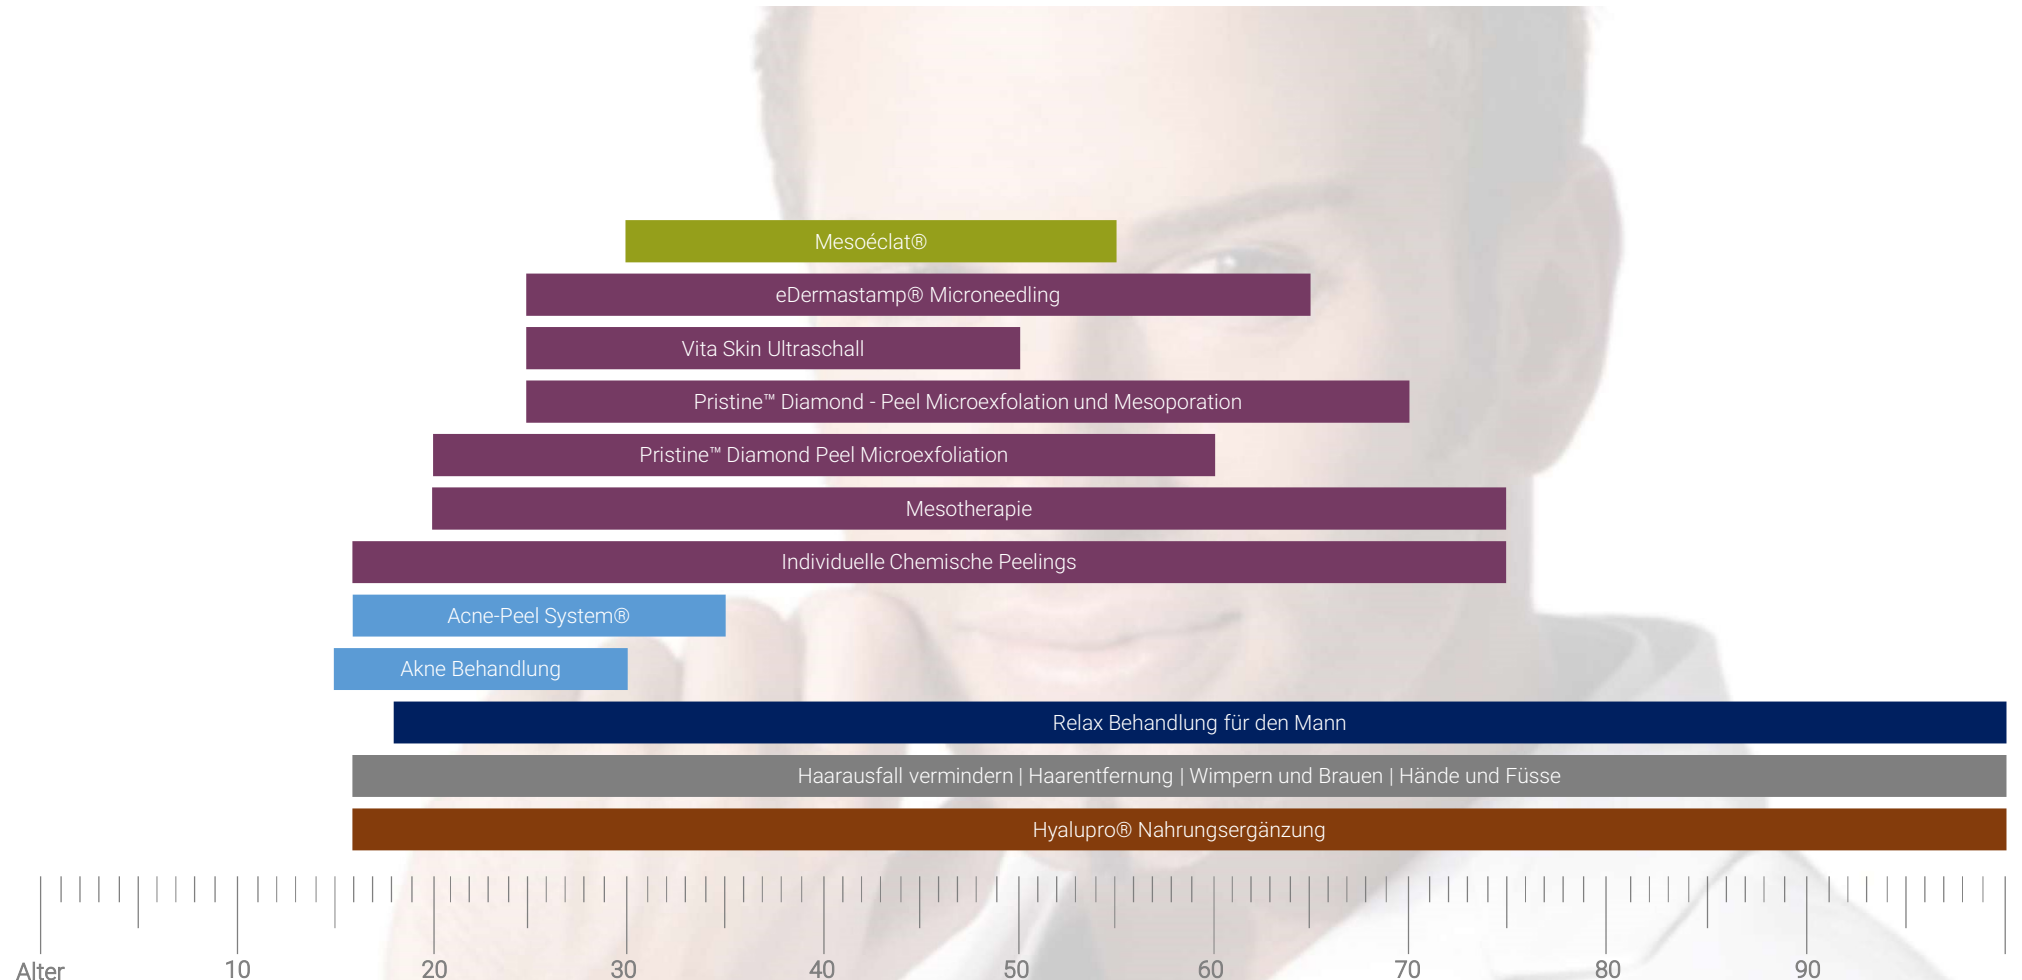 Mesoéclat®
eDermastamp® Microneedling
Vita Skin Ultraschall
Pristine™ Diamond - Peel Microexfolation und Mesoporation
Pristine™ Diamond Peel Microexfoliation
Mesotherapie
Individuelle Chemische Peelings
Acne-Peel System®
Akne Behandlung
Relax Behandlung für den Mann
Haarausfall vermindern | Haarentfernung | Wimpern und Brauen | Hände und Füsse
Hyalupro® Nahrungsergänzung
Alter 10 20 30 40 50 60 70 80 90